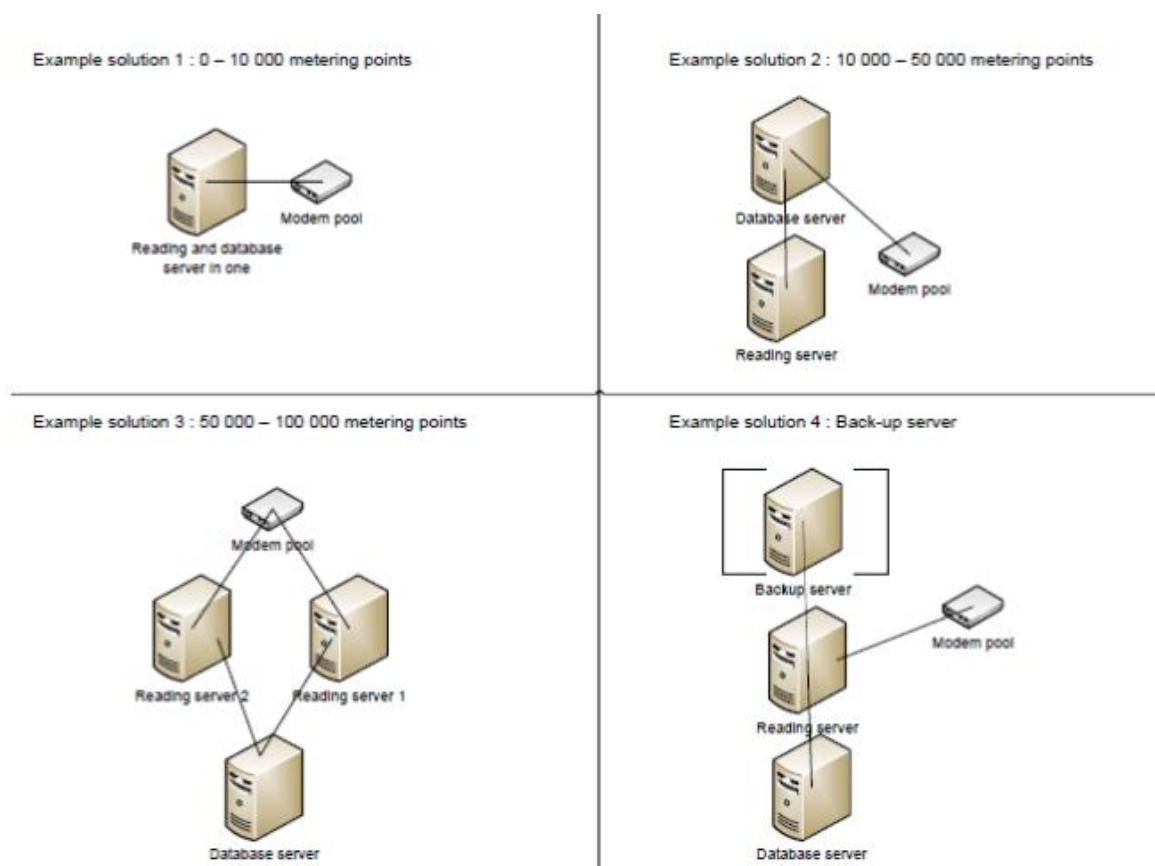 Example solution 1 : 0 – 10 000 metering points
Modem pool
Reading and database
server in one
Example solution 2 : 10 000 – 50 000 metering points
Database server
Modem pool
Reading server
Example solution 3 : 50 000 – 100 000 metering points
Modem pool
Reading server 2
Reading server 1
Database server
Example solution 4 : Back-up server
Backup server
Modem pool
Reading server
Database server